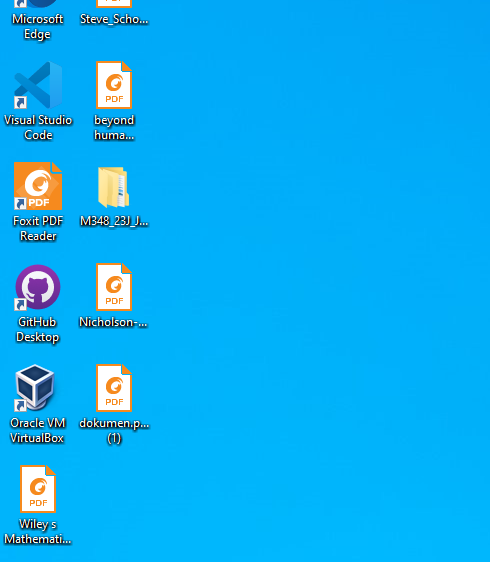 Microsoft
Edge
Steve_Scho...
Visual Studio
Code
PDF
beyond
huma...
PDF
Foxit PDF
Reader
M348_23J_J...
GitHub
Desktop
PDF
Nicholson-...
Oracle VM
VirtualBox
PDF
dokumen.p...
(1)
PDF
Wiley s
Mathemati...